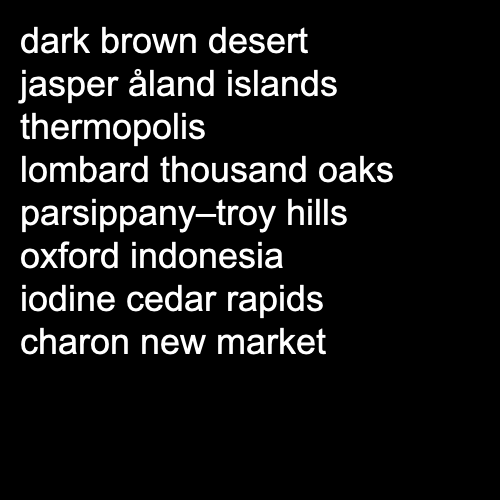 dark brown desert
jasper åland islands
thermopolis
lombard thousand oaks
parsippany–troy hills
oxford indonesia
iodine cedar rapids
charon new market